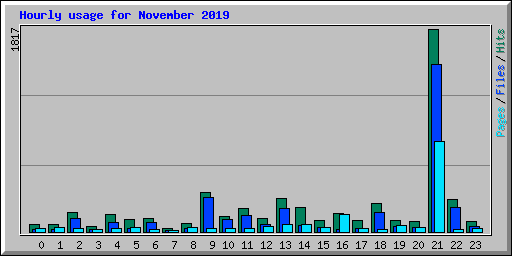 Hourly usage for November 2019
1817
Pages/Files/Hits
0 1 2 3 4 5 6 7 8 9 10 11 12 13 14 15 16 17 18 19 20 21 22 23